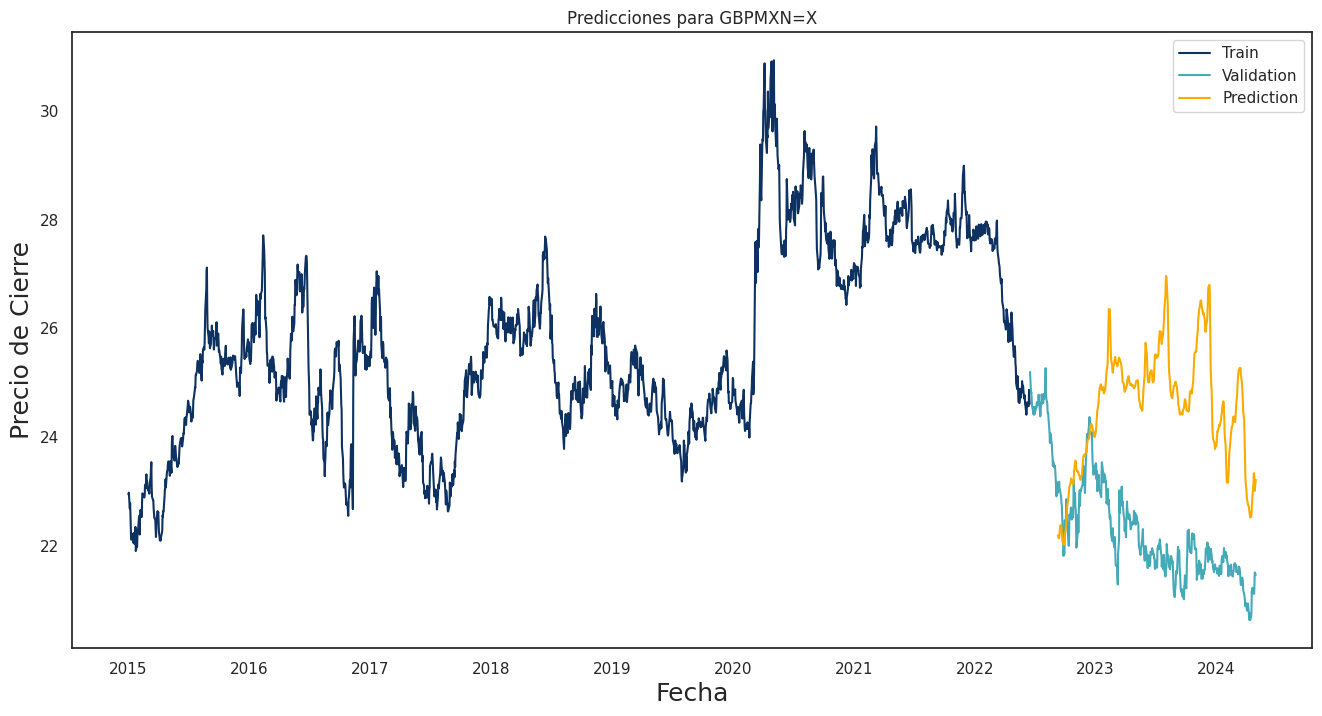 Predicciones para GBPMXN=X
Train
Validation
Prediction
Precio de Cierre
30
28
26
24
22
2015 2016 2017 2018 2019 2020 2021 2022 2023 2024
Fecha